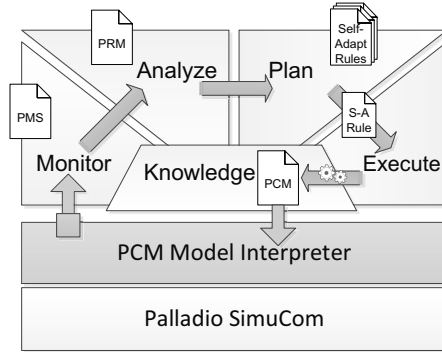 PRM
Self-
Adapt
Rules
Analyze
Plan
PMS
S-A
Rule
Monitor
Knowledge
PCM
Execute
PCM Model Interpreter
Palladio SimuCom